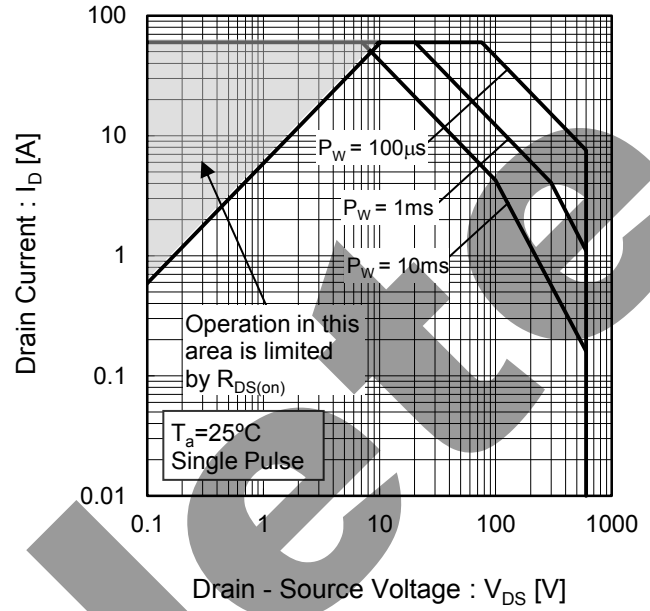 100
10
1
0.1
0.01
Drain Current : I_D [A]
P_W = 100μs
P_W = 1ms
P_W = 10ms
Operation in this
area is limited
by R_DS(on)
T_a=25ºC
Single Pulse
0.1 1 10 100 1000
Drain - Source Voltage : V_DS [V]
lete